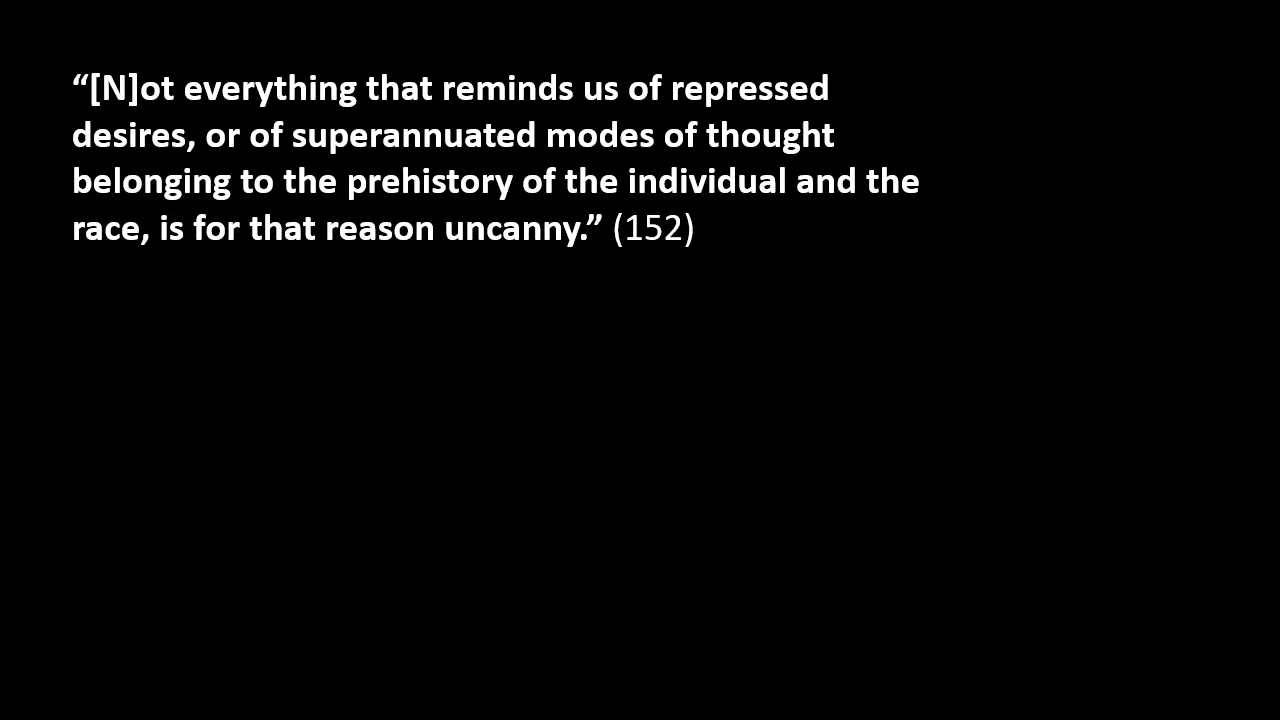 “[N]ot everything that reminds us of repressed
desires, or of superannuated modes of thought
belonging to the prehistory of the individual and the
race, is for that reason uncanny.” (152)